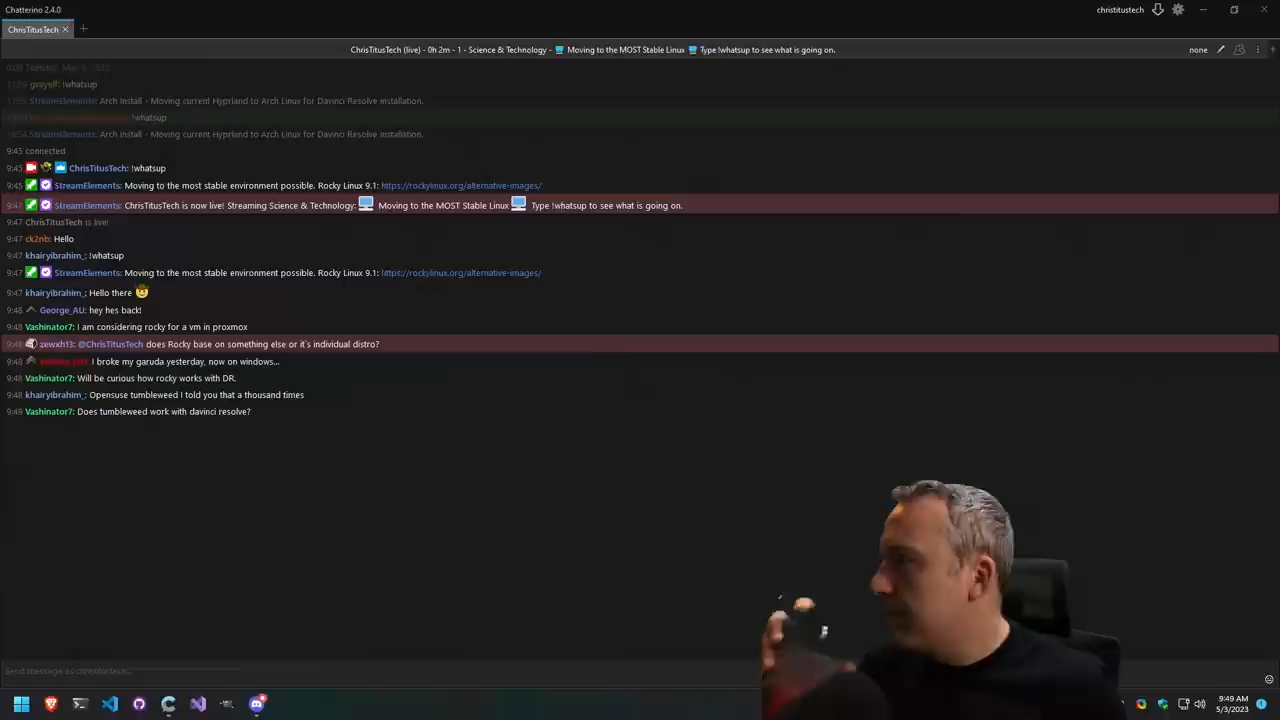 Chatterino 2.4.0
christitustech
ChrisTitusTech
ChrisTitusTech (live) - 0h 2m - 1 - Science & Technology - Moving to the MOST Stable Linux Type !whatsup to see what is going on.
none
11:59 grayelf: !whatsup
StreamElements: Arch Install - Moving current Hyprland to Arch Linux for Davinci Resolve installation.
!whatsup
StreamElements: Arch Install - Moving current Hyprland to Arch Linux for Davinci Resolve installation.
9:45 connected
9:45 ChrisTitusTech: !whatsup
9:45 StreamElements: Moving to the most stable environment possible. Rocky Linux 9.1: https://rockylinux.org/alternative-images/
9:47 StreamElements: ChrisTitusTech is now live! Streaming Science & Technology: Moving to the MOST Stable Linux Type !whatsup to see what is going on.
9:47 ChrisTitusTech is live!
9:47 ck2nb: Hello
9:47 khairyibrahim_: !whatsup
9:47 StreamElements: Moving to the most stable environment possible. Rocky Linux 9.1: https://rockylinux.org/alternative-images/
9:47 khairyibrahim_: Hello there
9:48 George_AU: hey hes back!
9:48 Vashinator7: I am considering rocky for a vm in proxmox
9:48 zewxh13: @ChrisTitusTech does Rocky base on something else or it`s individual distro?
9:48 I broke my garuda yesterday, now on windows...
9:48 Vashinator7: Will be curious how rocky works with DR.
9:48 khairyibrahim_: Opensuse tumbleweed I told you that a thousand times
9:49 Vashinator7: Does tumbleweed work with davinci resolve?
Send message as christitustech...
9:49 AM
5/3/2023